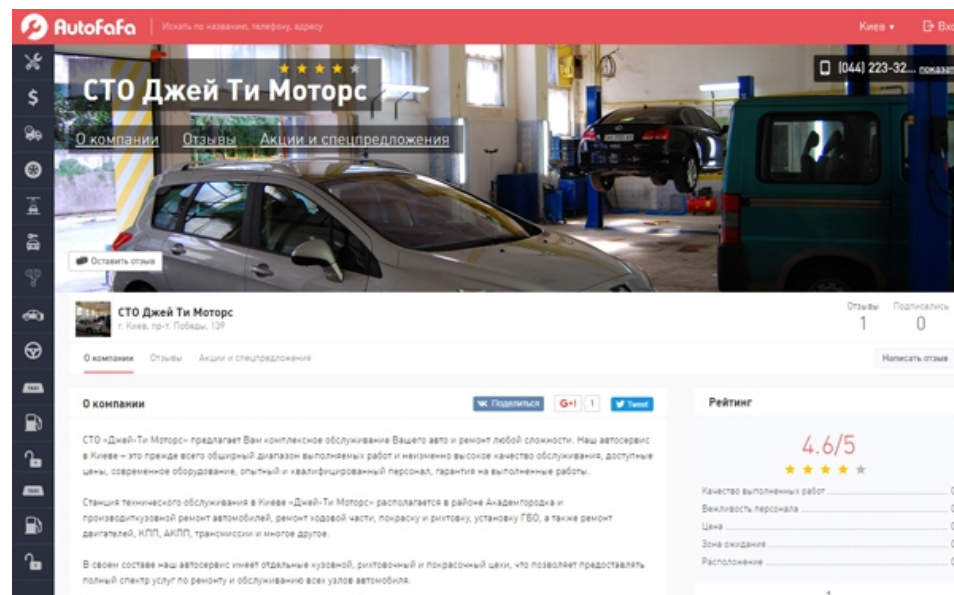 AutoFaFa
Искать по названию, телефону, адресу
Киев
СТО Джей Ти Моторс
(044) 223-32...
О компании Отзывы Акции и спецпредложения
Оставить отзыв
СТО Джей Ти Моторс
г. Киев, пр-т. Победы, 139
Отзывы Подписались
1 0
О компании Отзывы Акции и спецпредложения
Написать отзыв
О компании
Поделиться
G+1 1
Tweet
Рейтинг
СТО «Джей-Ти Моторс» предлагает Вам комплексное обслуживание Вашего авто и ремонт любой сложности. Наш автосервис
в Киеве – это прежде всего обширный диапазон выполняемых работ и неизменно высокое качество обслуживания, доступные
цены, современное оборудование, опытный и квалифицированный персонал, гарантия на выполненные работы.
Станция технического обслуживания в Киеве «Джей-Ти Моторс» располагается в районе Академгородка и
производиткузовной ремонт автомобилей, ремонт ходовой части, покраску и рихтовку, установку ГБО, а также ремонт
двигателей, КПП, АКПП, трансмиссии и многое другое.
В своем составе наш автосервис имеет отдельные кузовной, рихтовочный и покрасочный цехи, что позволяет предоставлять
полный спектр услуг по ремонту и обслуживанию всех узлов автомобиля.
4.6/5
Качество выполненных работ
Вежливость персонала
Цена
Зона ожидания
Расположение